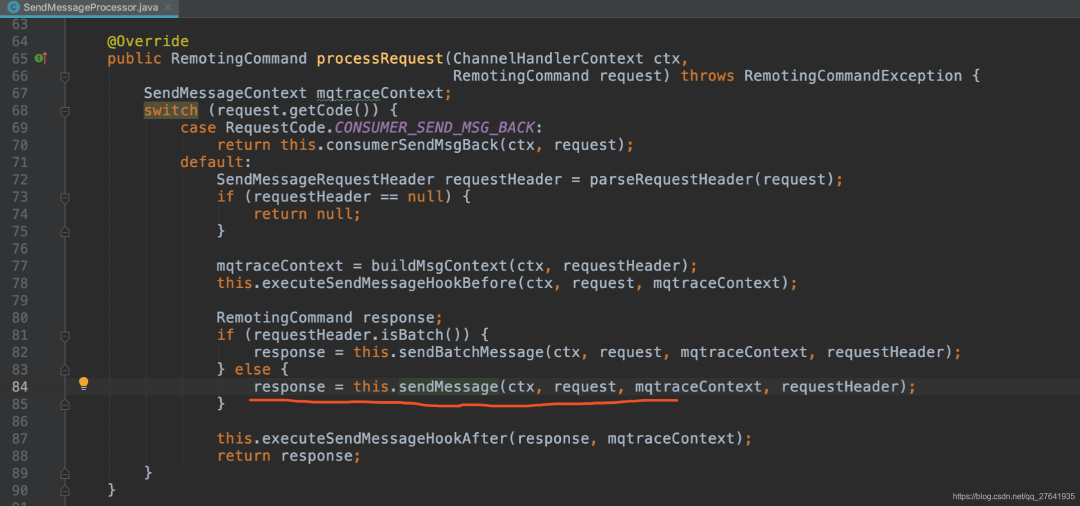 SendMessageProcessor.java
63
64 @Override
65 public RemotingCommand processRequest(ChannelHandlerContext ctx,
66 RemotingCommand request) throws RemotingCommandException {
67 SendMessageContext mqtraceContext;
68 switch (request.getCode()) {
69 case RequestCode.CONSUMER_SEND_MSG_BACK:
70 return this.consumerSendMsgBack(ctx, request);
71 default:
72 SendMessageRequestHeader requestHeader = parseRequestHeader(request);
73 if (requestHeader == null) {
74 return null;
75 }
76
77 mqtraceContext = buildMsgContext(ctx, requestHeader);
78 this.executeSendMessageHookBefore(ctx, request, mqtraceContext);
79
80 RemotingCommand response;
81 if (requestHeader.isBatch()) {
82 response = this.sendBatchMessage(ctx, request, mqtraceContext, requestHeader);
83 } else {
84 response = this.sendMessage(ctx, request, mqtraceContext, requestHeader);
85 }
86
87 this.executeSendMessageHookAfter(response, mqtraceContext);
88 return response;
89 }
90 }
91
https://blog.csdn.net/qq_27641935